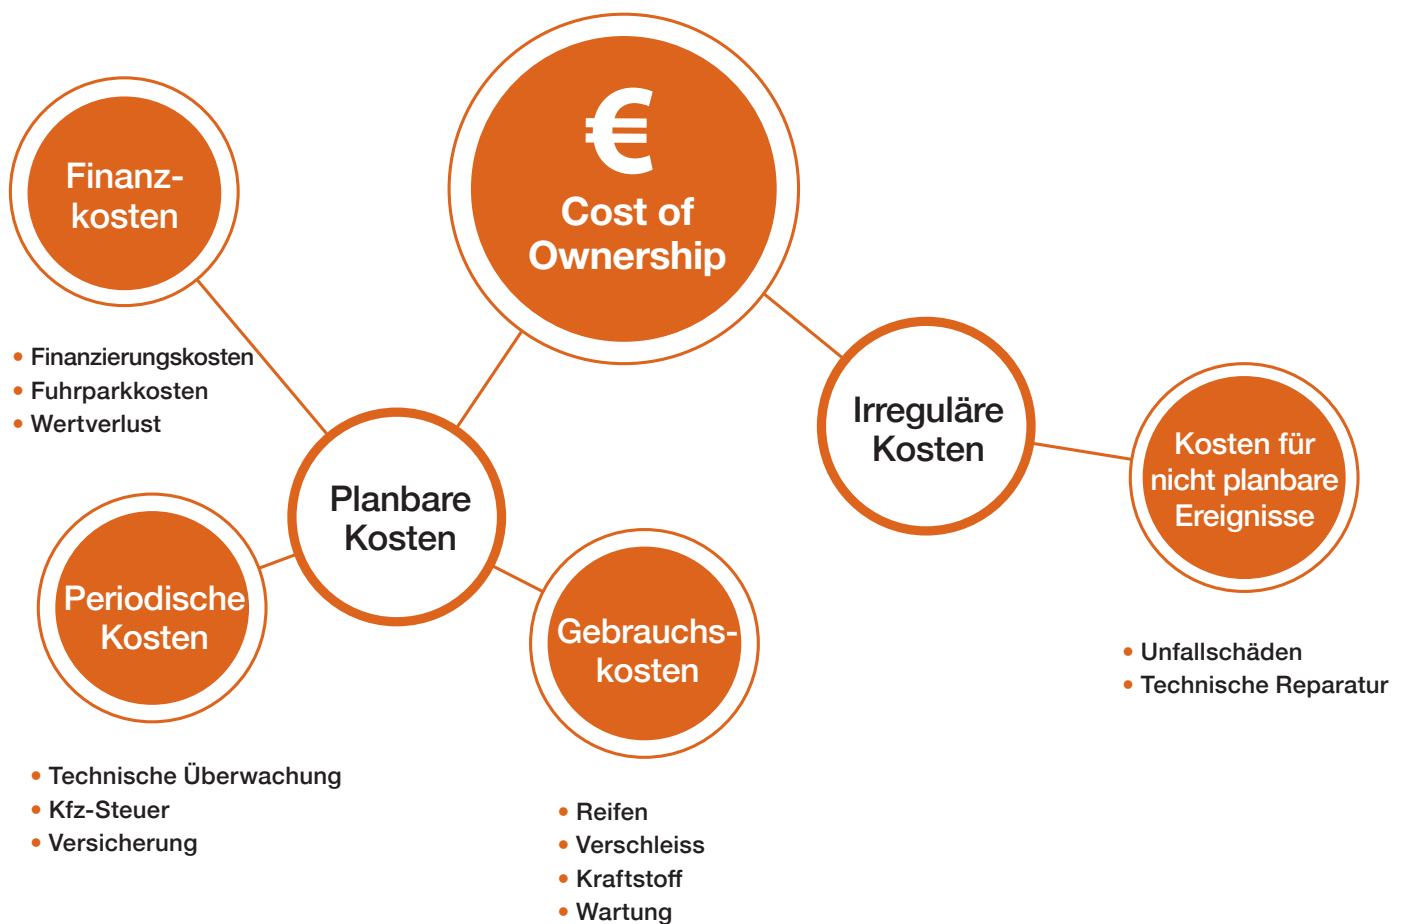 €
Cost of
Ownership
Finanz-
kosten
• Finanzierungskosten
• Fuhrparkkosten
• Wertverlust
Planbare
Kosten
Irreguläre
Kosten
Kosten für
nicht planbare
Ereignisse
• Unfallschäden
• Technische Reparatur
Periodische
Kosten
• Technische Überwachung
• Kfz-Steuer
• Versicherung
Gebrauchs-
kosten
• Reifen
• Verschleiss
• Kraftstoff
• Wartung